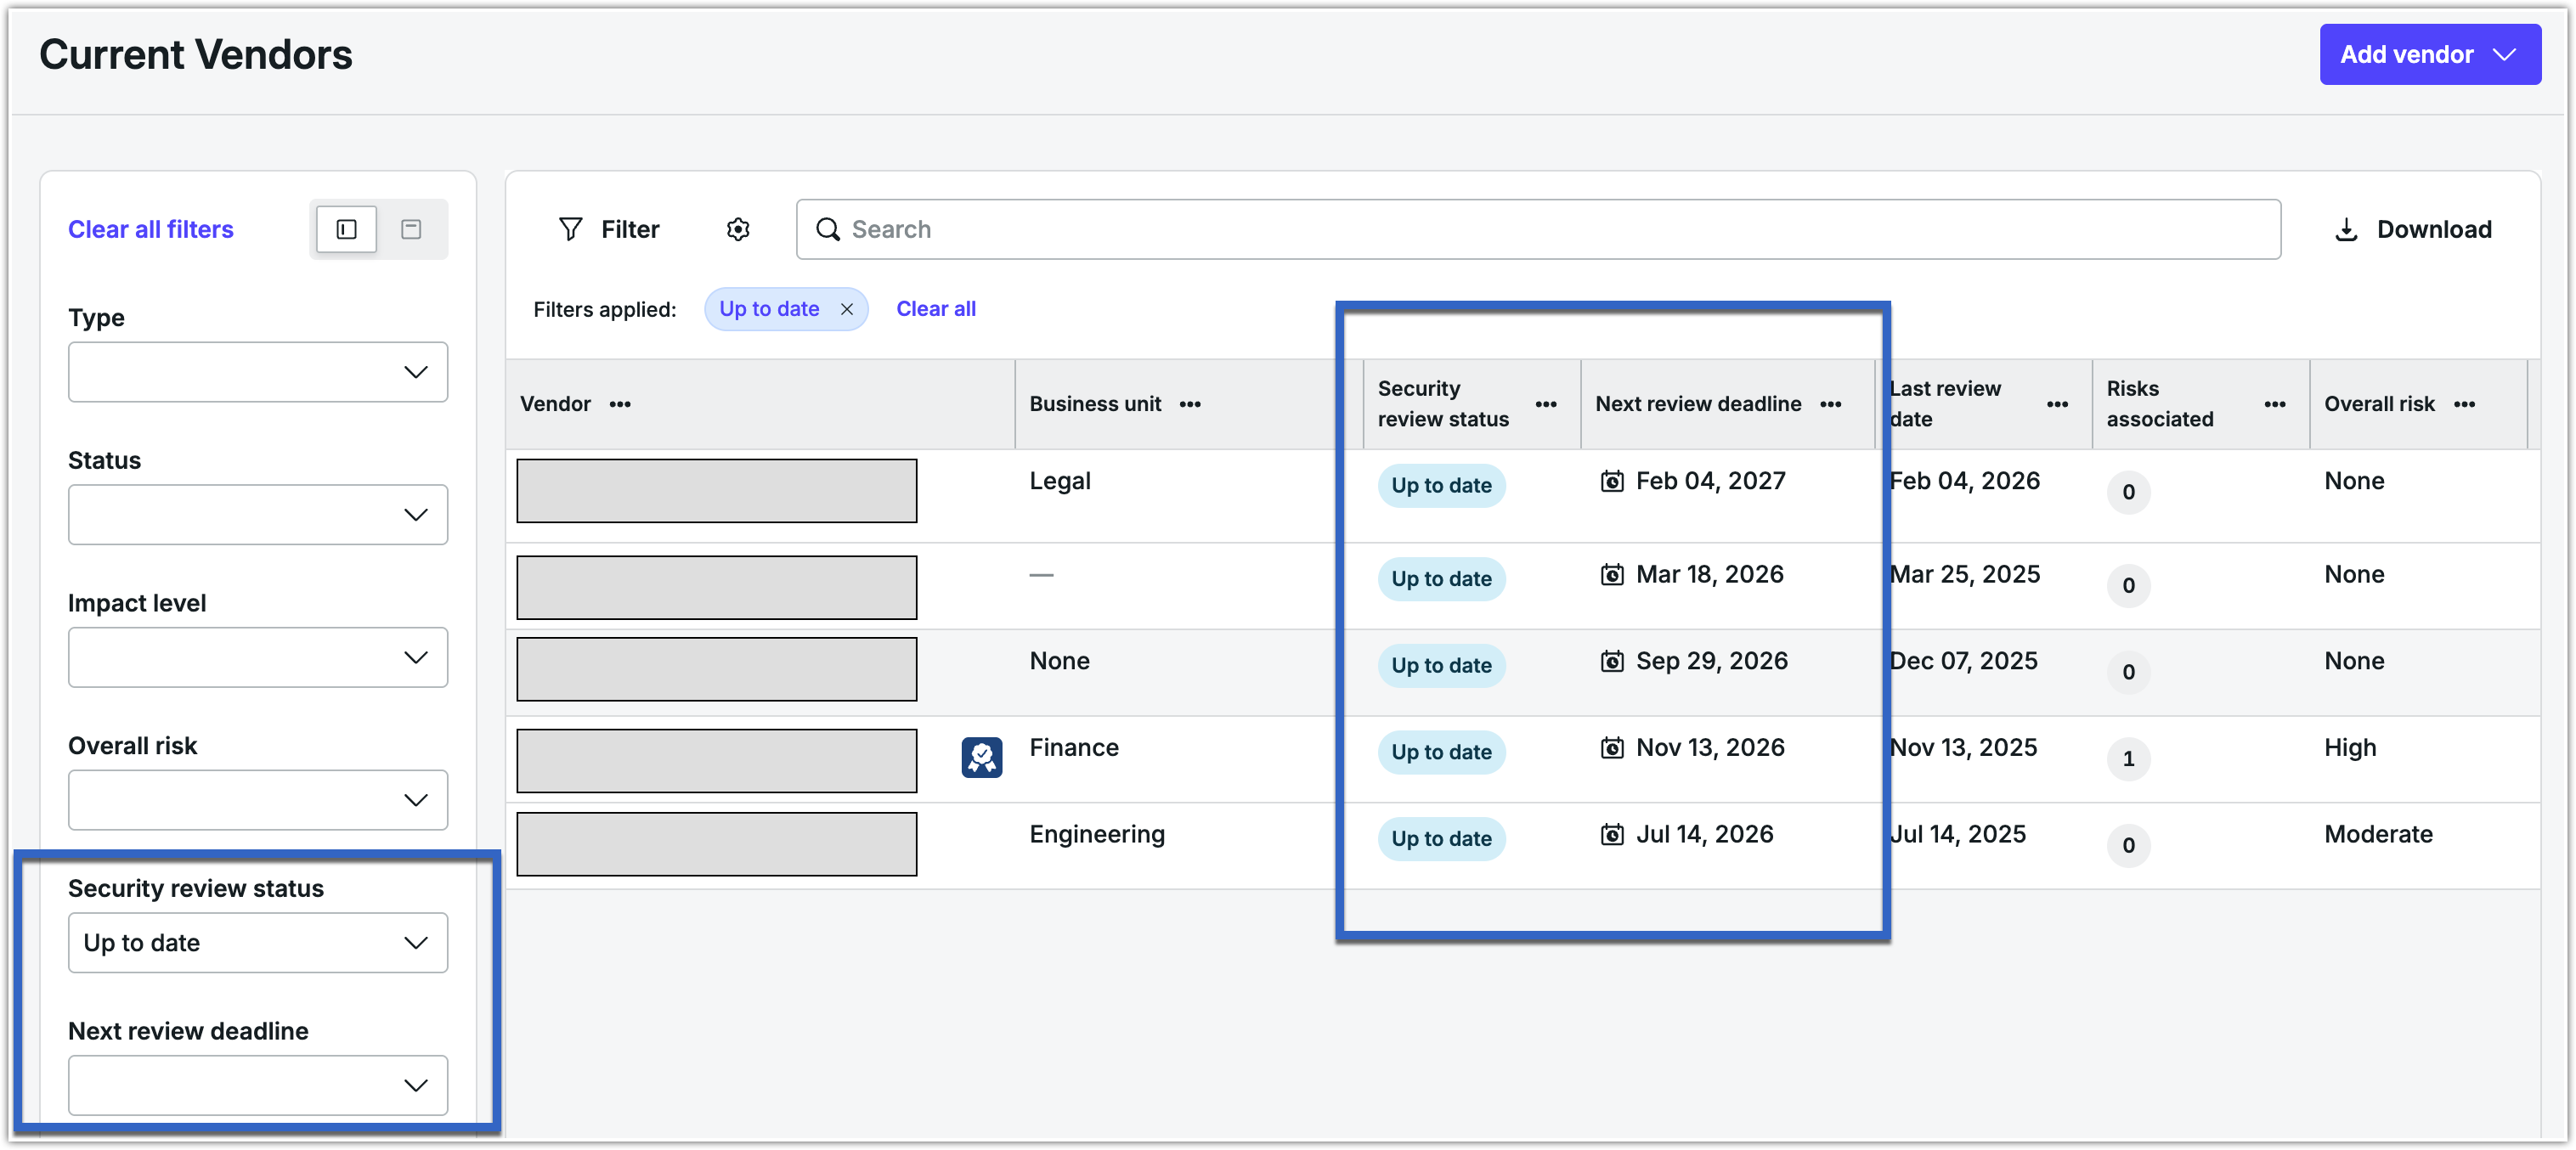 Current Vendors
Add vendor
Clear all filters
Type
Status
Impact level
Overall risk
Security review status
Up to date
Next review deadline
Filter
Search
Download
Filters applied: Up to date Clear all
Vendor Business unit Security review status Next review deadline Last review date Risks associated Overall risk
Legal Up to date Feb 04, 2027 Feb 04, 2026 0 None
— Up to date Mar 18, 2026 Mar 25, 2025 0 None
None Up to date Sep 29, 2026 Dec 07, 2025 0 None
Finance Up to date Nov 13, 2026 Nov 13, 2025 1 High
Engineering Up to date Jul 14, 2026 Jul 14, 2025 0 Moderate